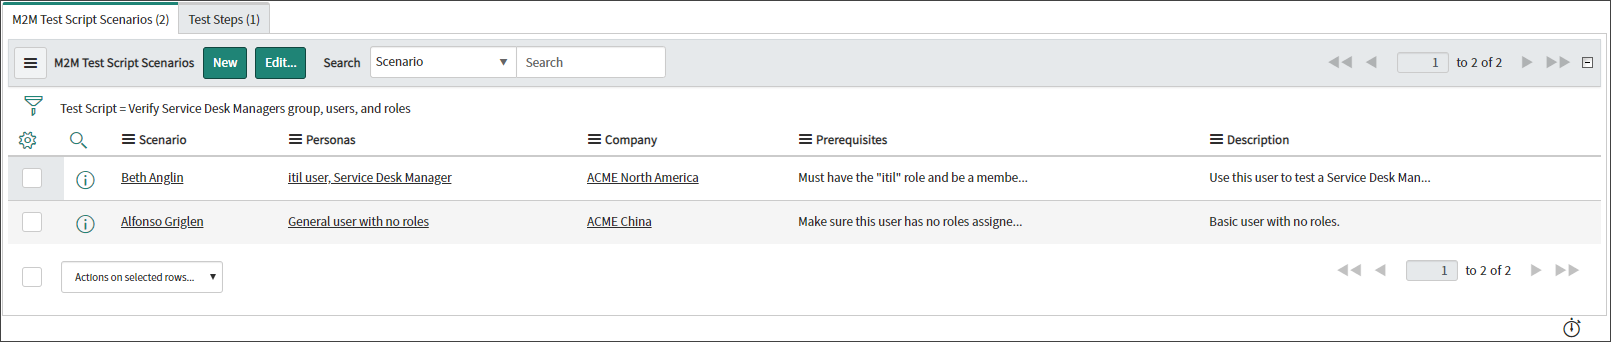 M2M Test Script Scenarios (2) Test Steps (1)
M2M Test Script Scenarios New Edit... Search Scenario Search 1 to 2 of 2
Test Script = Verify Service Desk Managers group, users, and roles
Scenario Personas Company Prerequisites Description
Beth Anglin itil user, Service Desk Manager ACME North America Must have the "itil" role and be a membe... Use this user to test a Service Desk Man...
Alfonso Griglen General user with no roles ACME China Make sure this user has no roles assigne... Basic user with no roles.
Actions on selected rows... 1 to 2 of 2